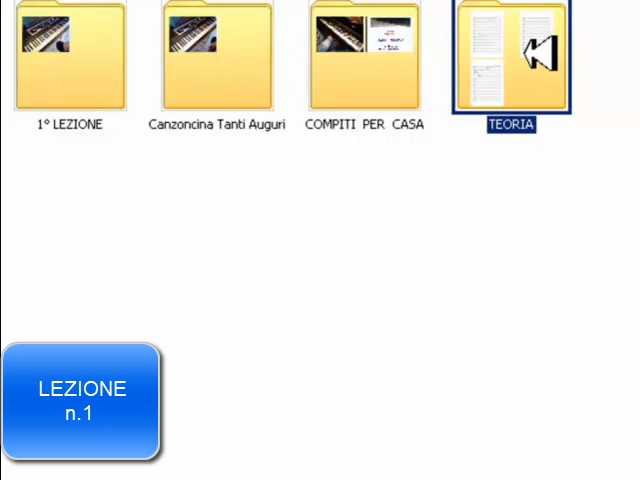 1° LEZIONE
Canzoncina Tanti Auguri
COMPITI PER CASA
TEORIA
LEZIONE
n.1